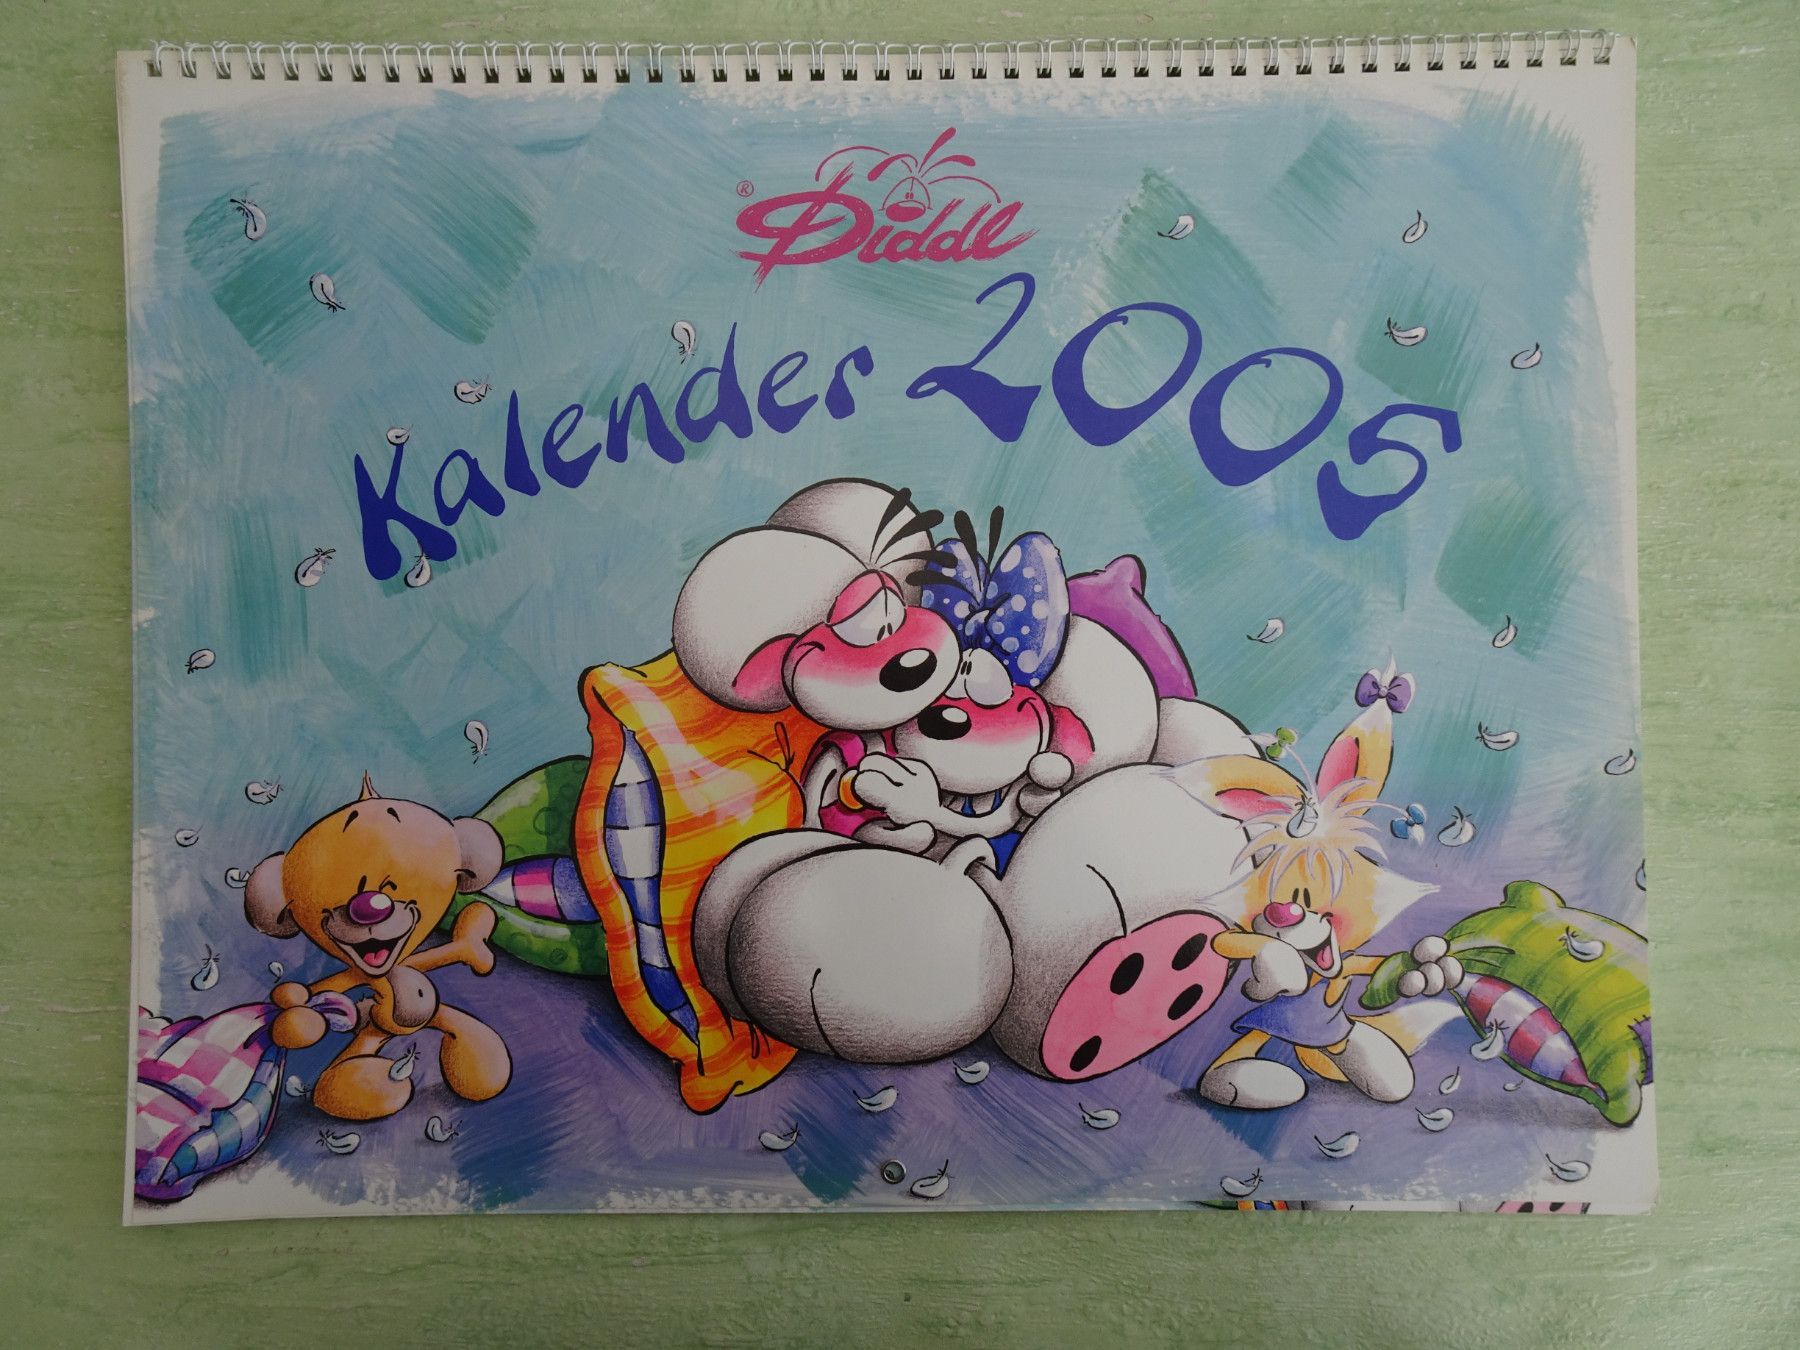 ® Diddl
Kalender 2005